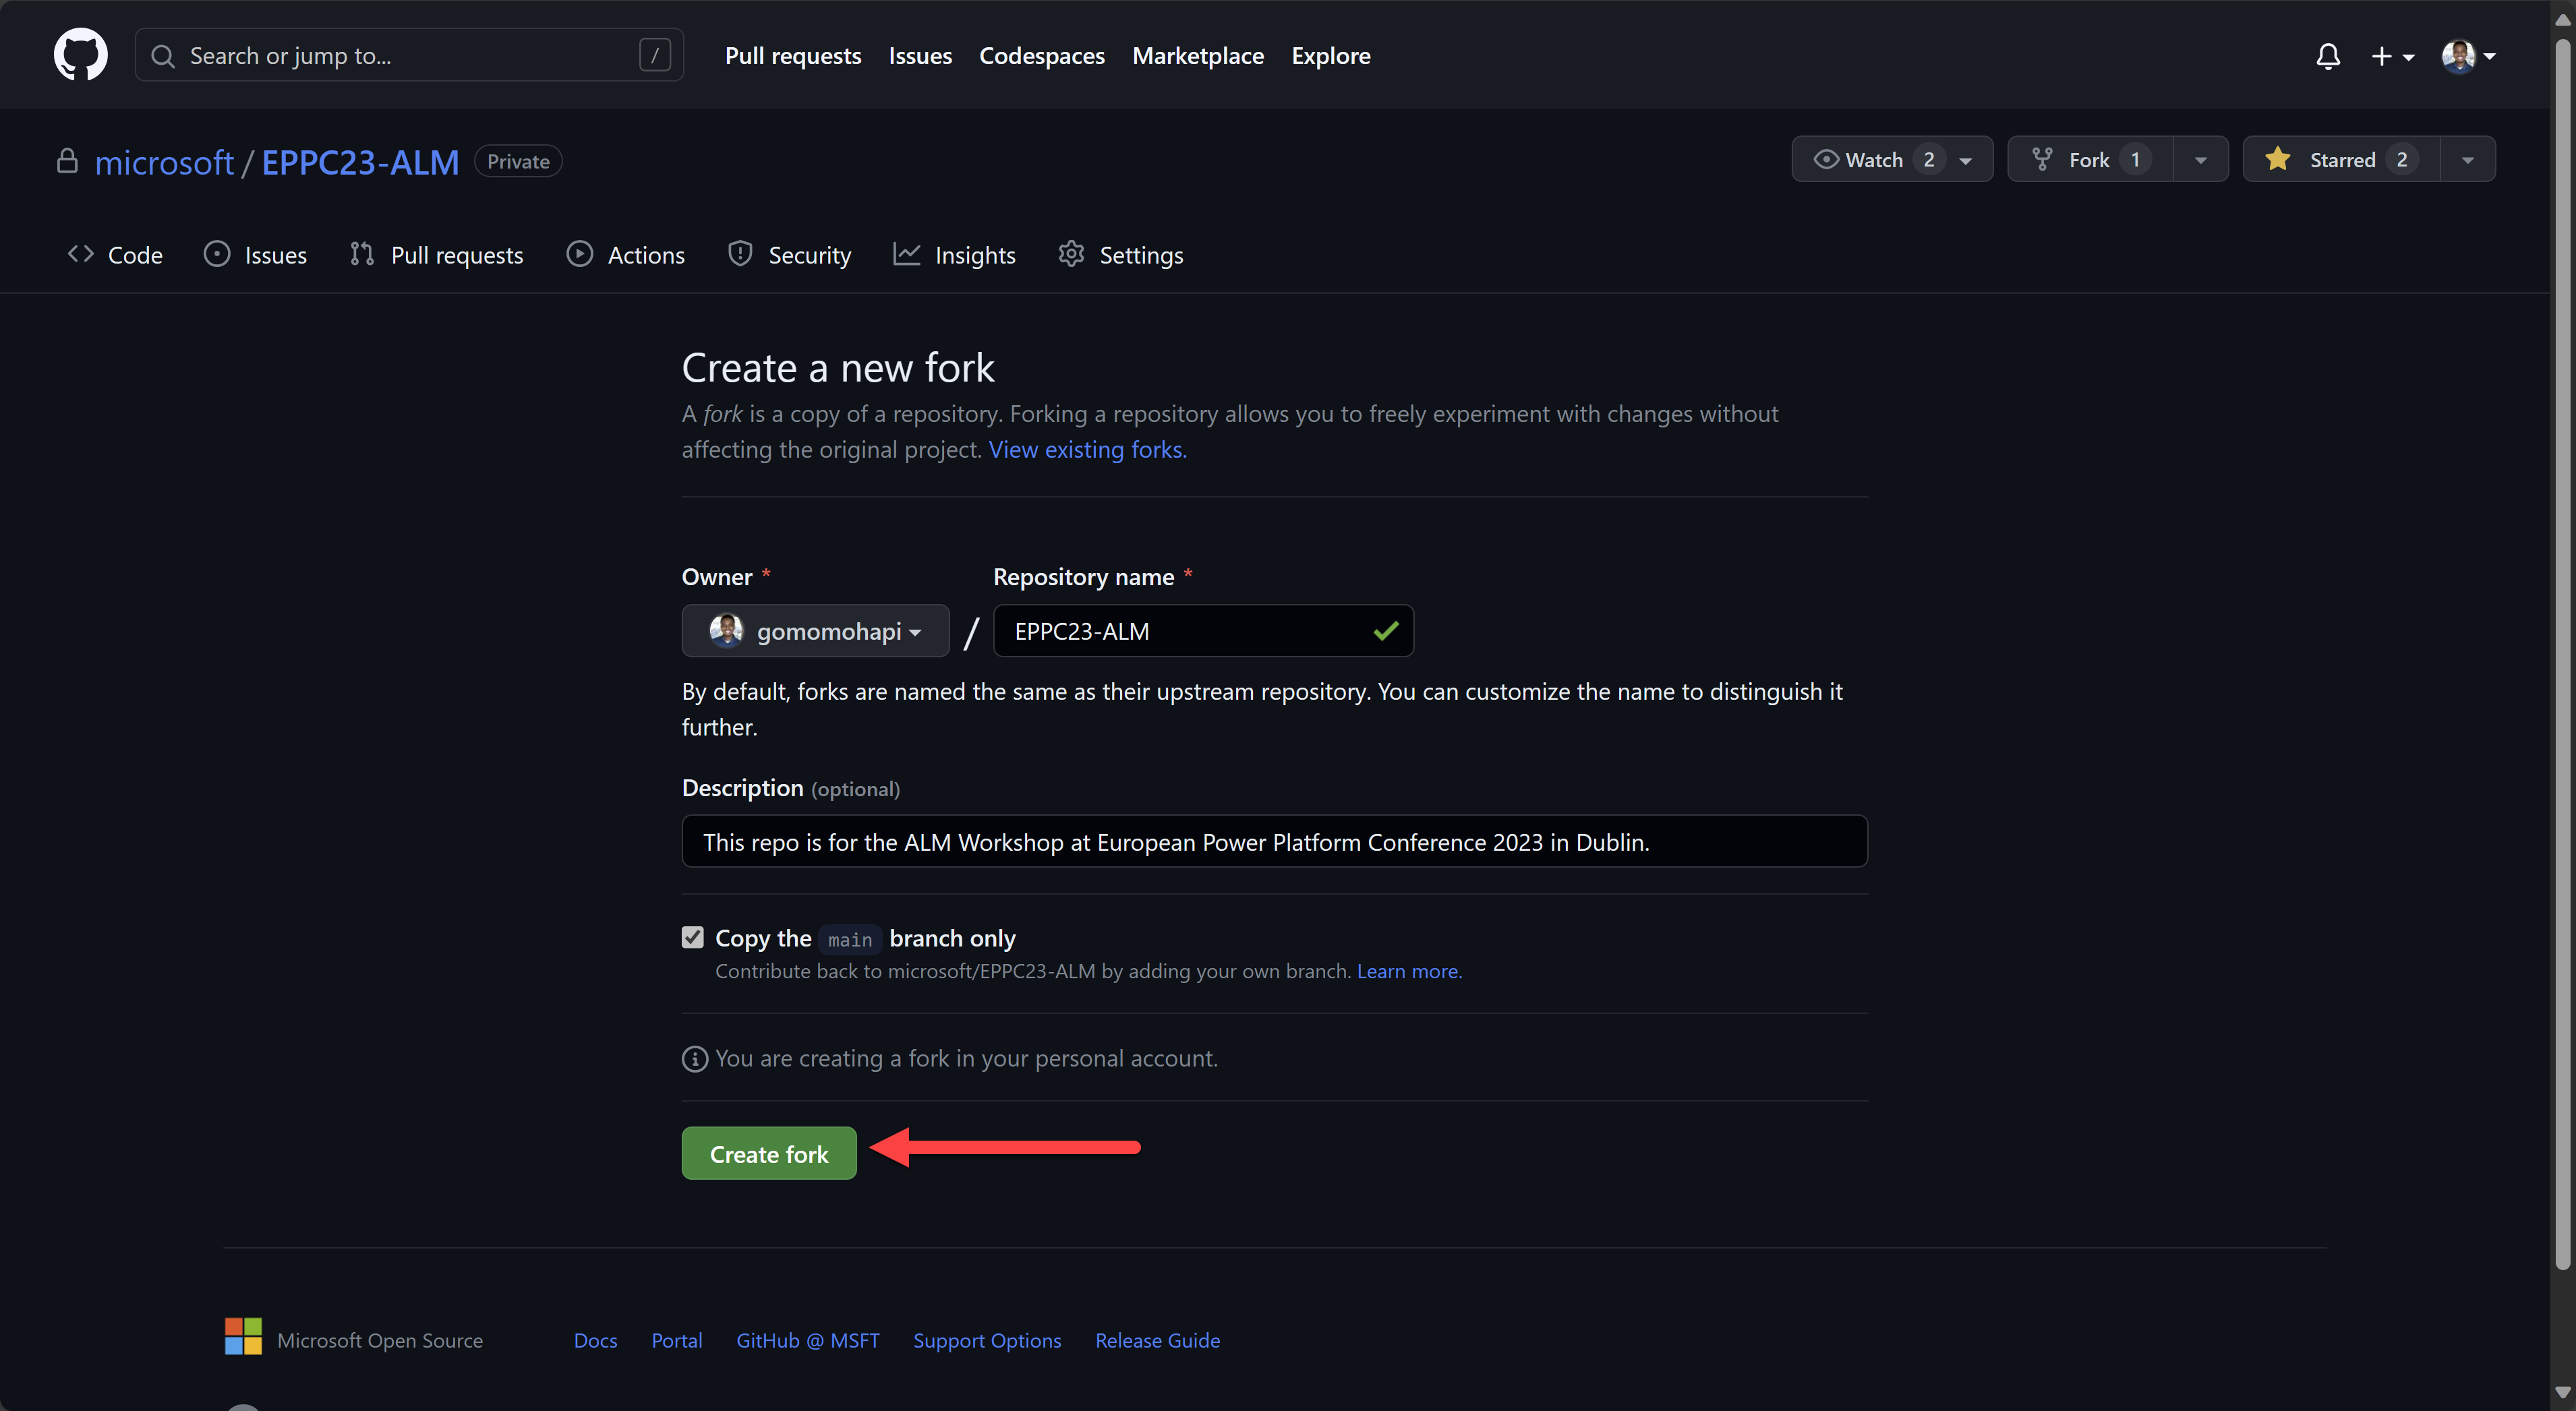 Search or jump to... /
Pull requests Issues Codespaces Marketplace Explore
microsoft / EPPC23-ALM Private
Watch 2 Fork 1 Starred 2
Code Issues Pull requests Actions Security Insights Settings
Create a new fork
A fork is a copy of a repository. Forking a repository allows you to freely experiment with changes without
affecting the original project. View existing forks.
Owner * Repository name *
gomomohapi / EPPC23-ALM
By default, forks are named the same as their upstream repository. You can customize the name to distinguish it
further.
Description (optional)
This repo is for the ALM Workshop at European Power Platform Conference 2023 in Dublin.
Copy the main branch only
Contribute back to microsoft/EPPC23-ALM by adding your own branch. Learn more.
You are creating a fork in your personal account.
Create fork
Microsoft Open Source Docs Portal GitHub @ MSFT Support Options Release Guide